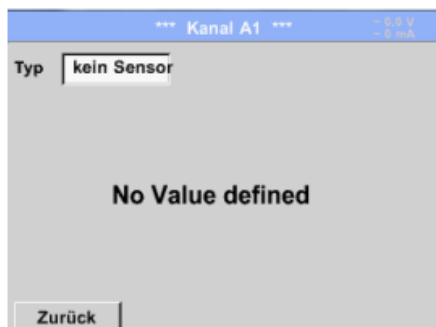 *** Kanal A1 ***
~ 0,0 V
~ 0 mA
Typ kein Sensor
No Value defined
Zurück